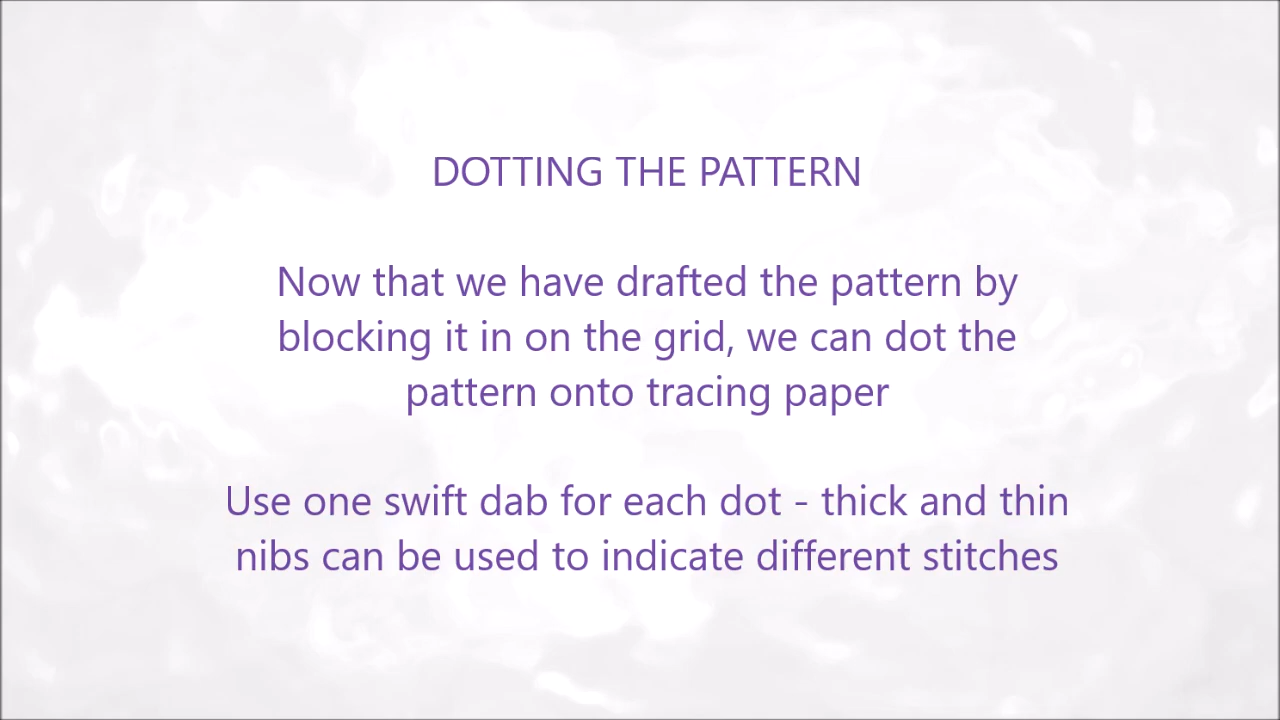 DOTTING THE PATTERN
Now that we have drafted the pattern by
blocking it in on the grid, we can dot the
pattern onto tracing paper
Use one swift dab for each dot - thick and thin
nibs can be used to indicate different stitches